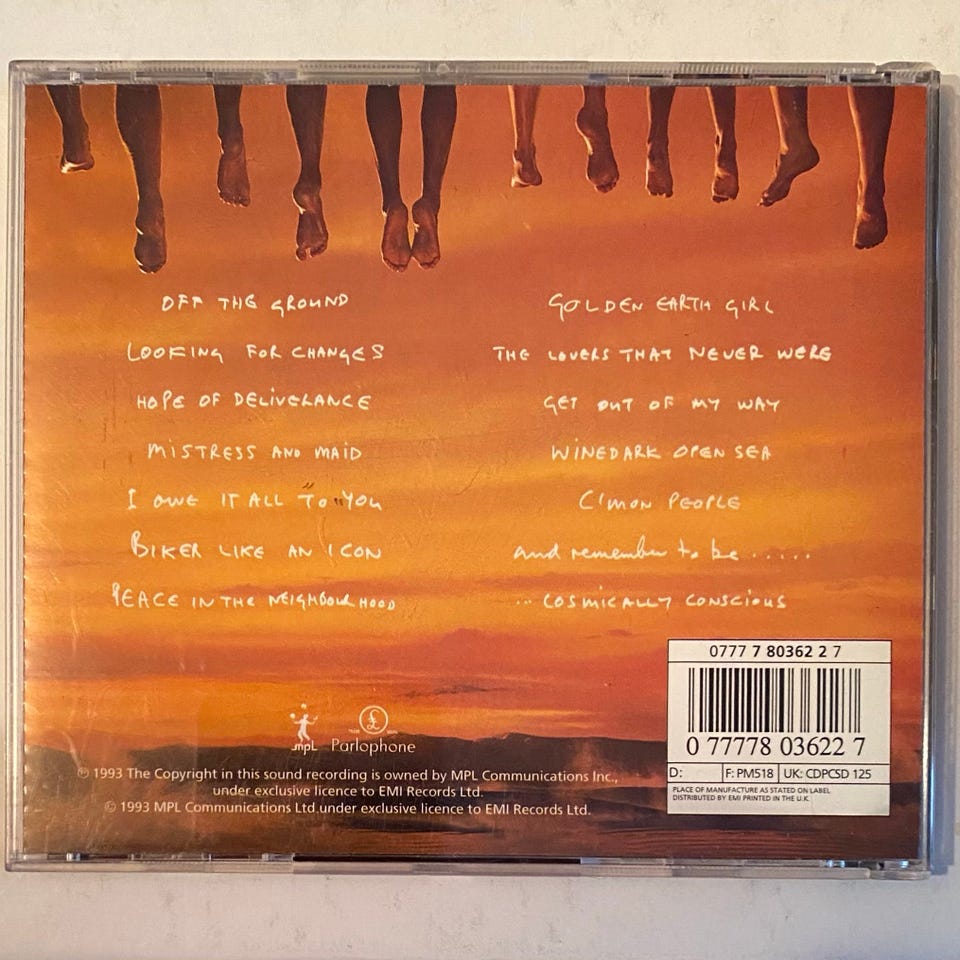 OFF THE GROUND
LOOKING FOR CHANGES
HOPE OF DELIVERANCE
MISTRESS AND MAID
I OWE IT ALL TO YOU
BIKER LIKE AN ICON
PEACE IN THE NEIGHBOURHOOD
GOLDEN EARTH GIRL
THE LOVERS THAT NEVER WERE
GET OUT OF MY WAY
WINEDARK OPEN SEA
C'MON PEOPLE
and remember to be .....
... COSMICALLY CONSCIOUS
mpL
£
TRADE MARK
Parlophone
℗ 1993 The Copyright in this sound recording is owned by MPL Communications Inc.,
under exclusive licence to EMI Records Ltd.
© 1993 MPL Communications Ltd under exclusive licence to EMI Records Ltd.
0777 7 80362 2 7
0 77778 03622 7
D: F: PM518 UK: CDPCSD 125
PLACE OF MANUFACTURE AS STATED ON LABEL
DISTRIBUTED BY EMI PRINTED IN THE U.K.